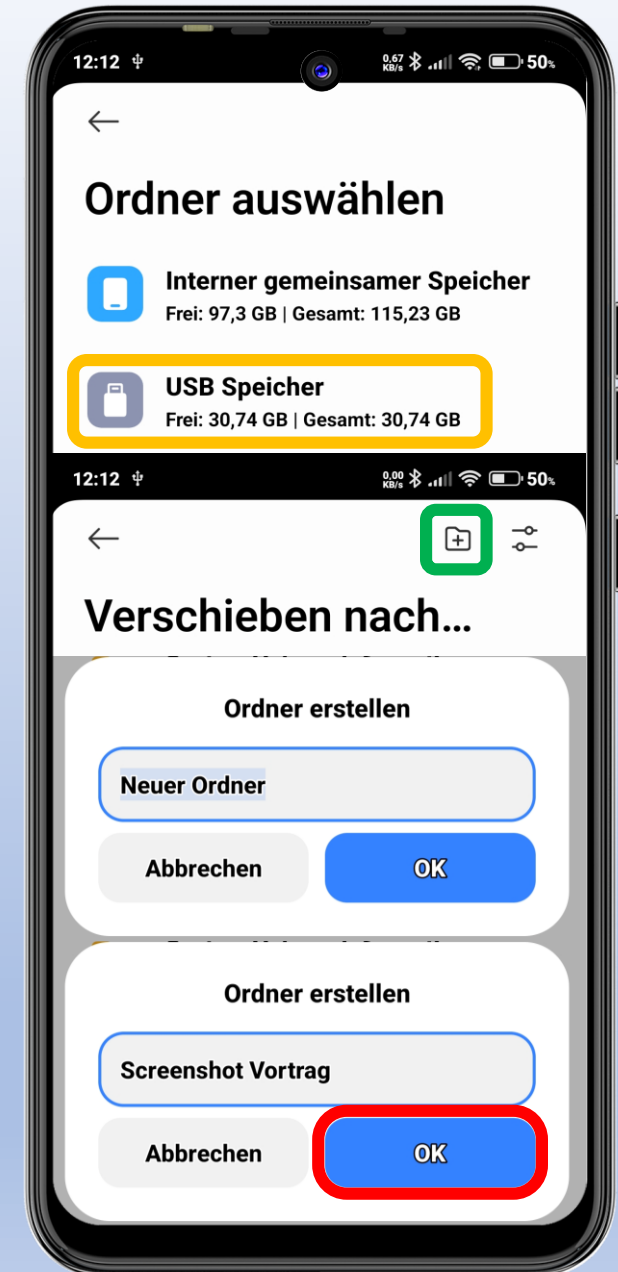 12:12 0,67 KB/s 50%
Ordner auswählen
Interner gemeinsamer Speicher
Frei: 97,3 GB | Gesamt: 115,23 GB
USB Speicher
Frei: 30,74 GB | Gesamt: 30,74 GB
12:12 0,00 KB/s 50%
Verschieben nach...
Ordner erstellen
Neuer Ordner
Abbrechen OK
Ordner erstellen
Screenshot Vortrag
Abbrechen OK